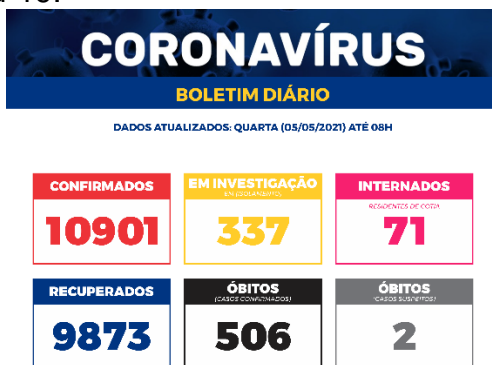 CORONAVÍRUS
BOLETIM DIÁRIO
DADOS ATUALIZADOS: QUARTA (05/05/2021) ATÉ 08H
CONFIRMADOS
10901
EM INVESTIGAÇÃO
337
INTERNADOS
RESIDENTES DE COTIA
71
RECUPERADOS
9873
ÓBITOS
(CASOS CONFIRMADOS)
506
ÓBITOS
(CASOS SUSPEITOS)
2